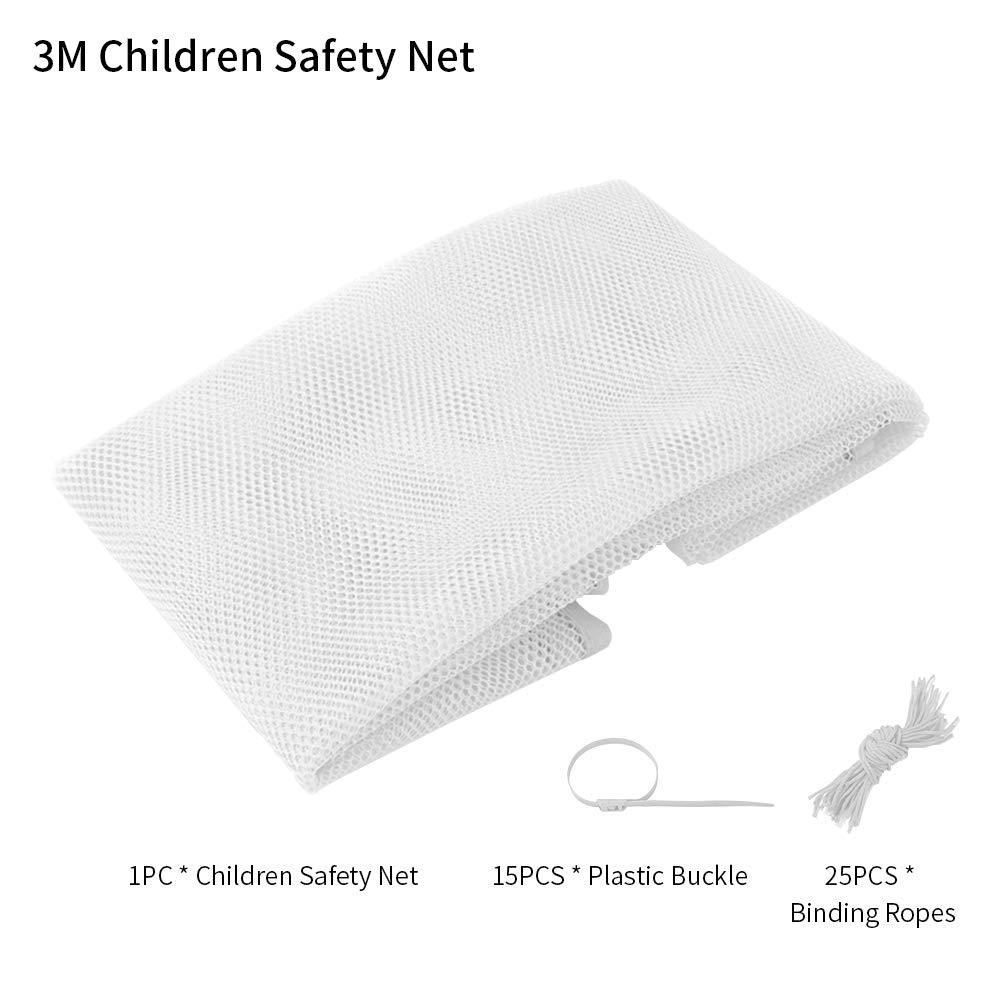 3M Children Safety Net
1PC * Children Safety Net
15PCS * Plastic Buckle
25PCS *
Binding Ropes